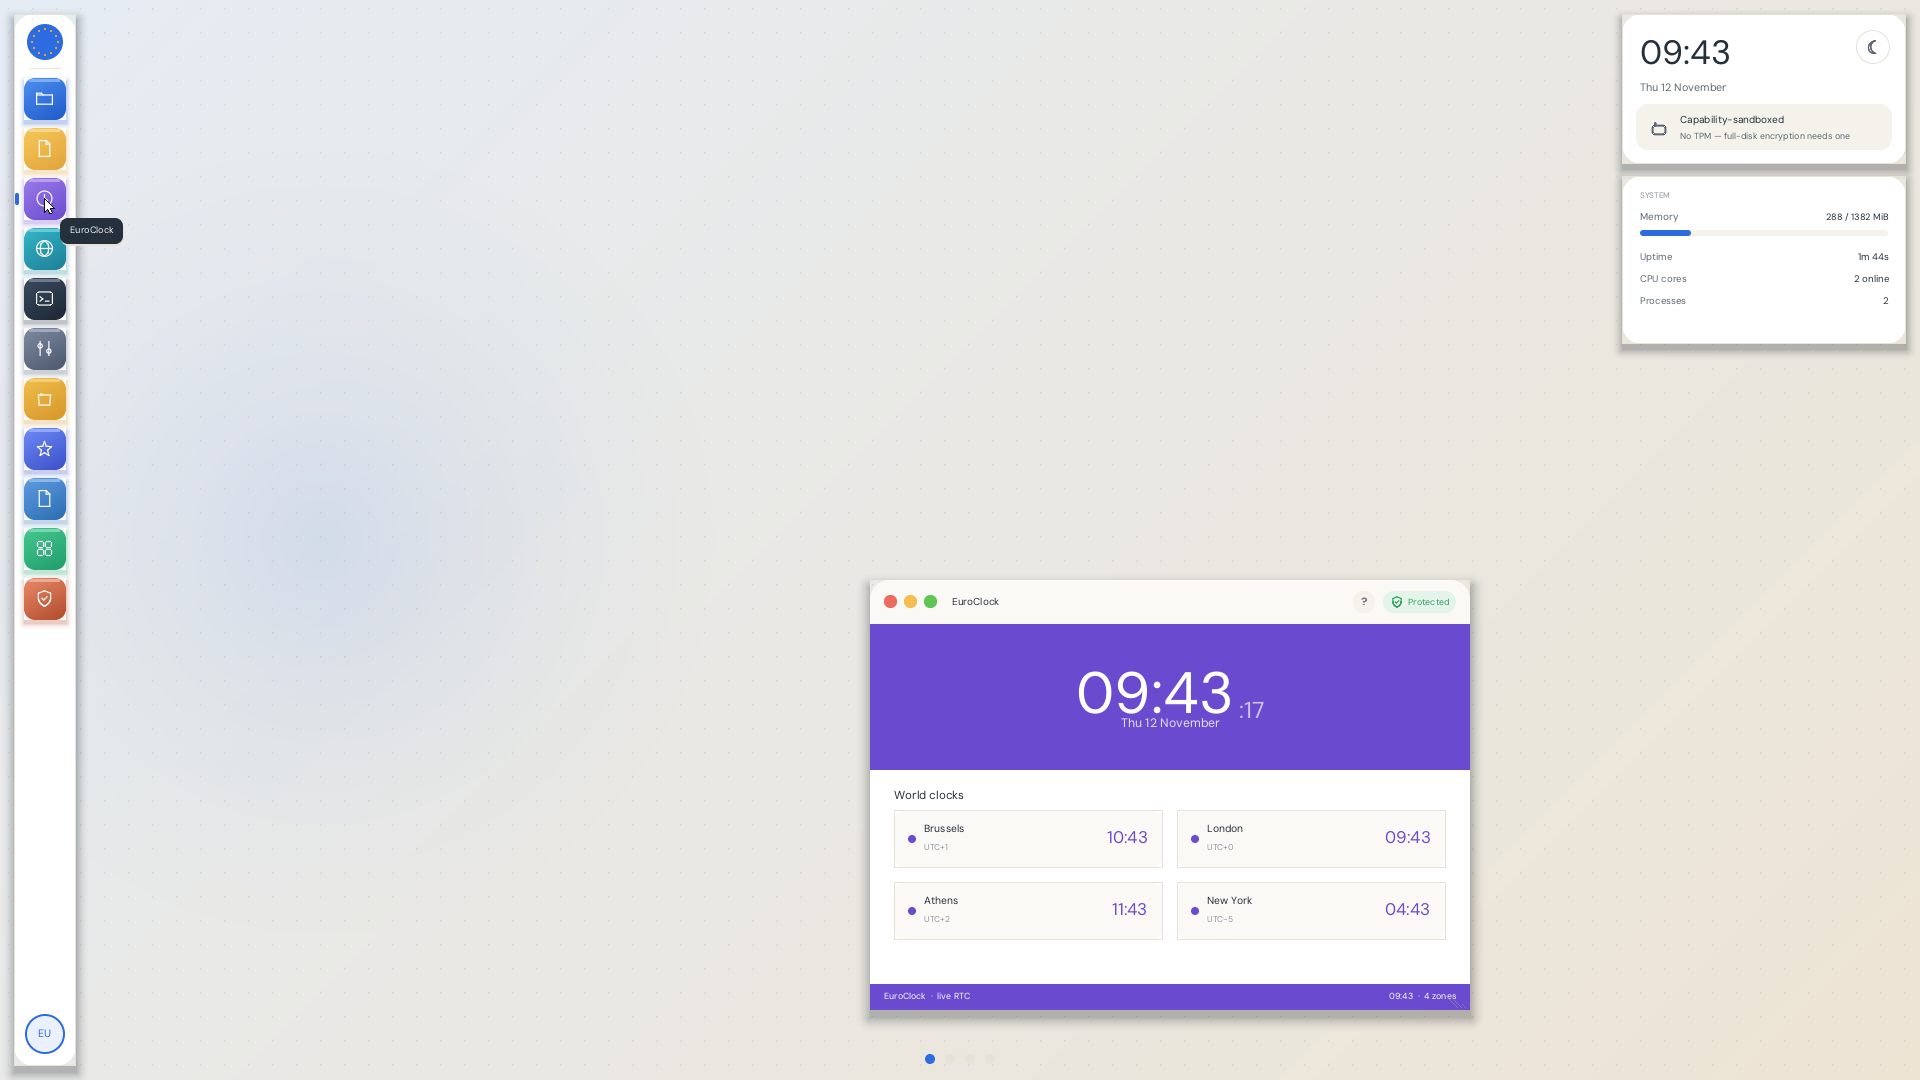 EuroClock
EU
09:43
Thu 12 November
Capability-sandboxed
No TPM — full-disk encryption needs one
SYSTEM
Memory 288 / 1382 MiB
Uptime 1m 44s
CPU cores 2 online
Processes 2
EuroClock ? Protected
09:43 :17
Thu 12 November
World clocks
Brussels 10:43
UTC+1
London 09:43
UTC+0
Athens 11:43
UTC+2
New York 04:43
UTC-5
EuroClock · live RTC 09:43 · 4 zones